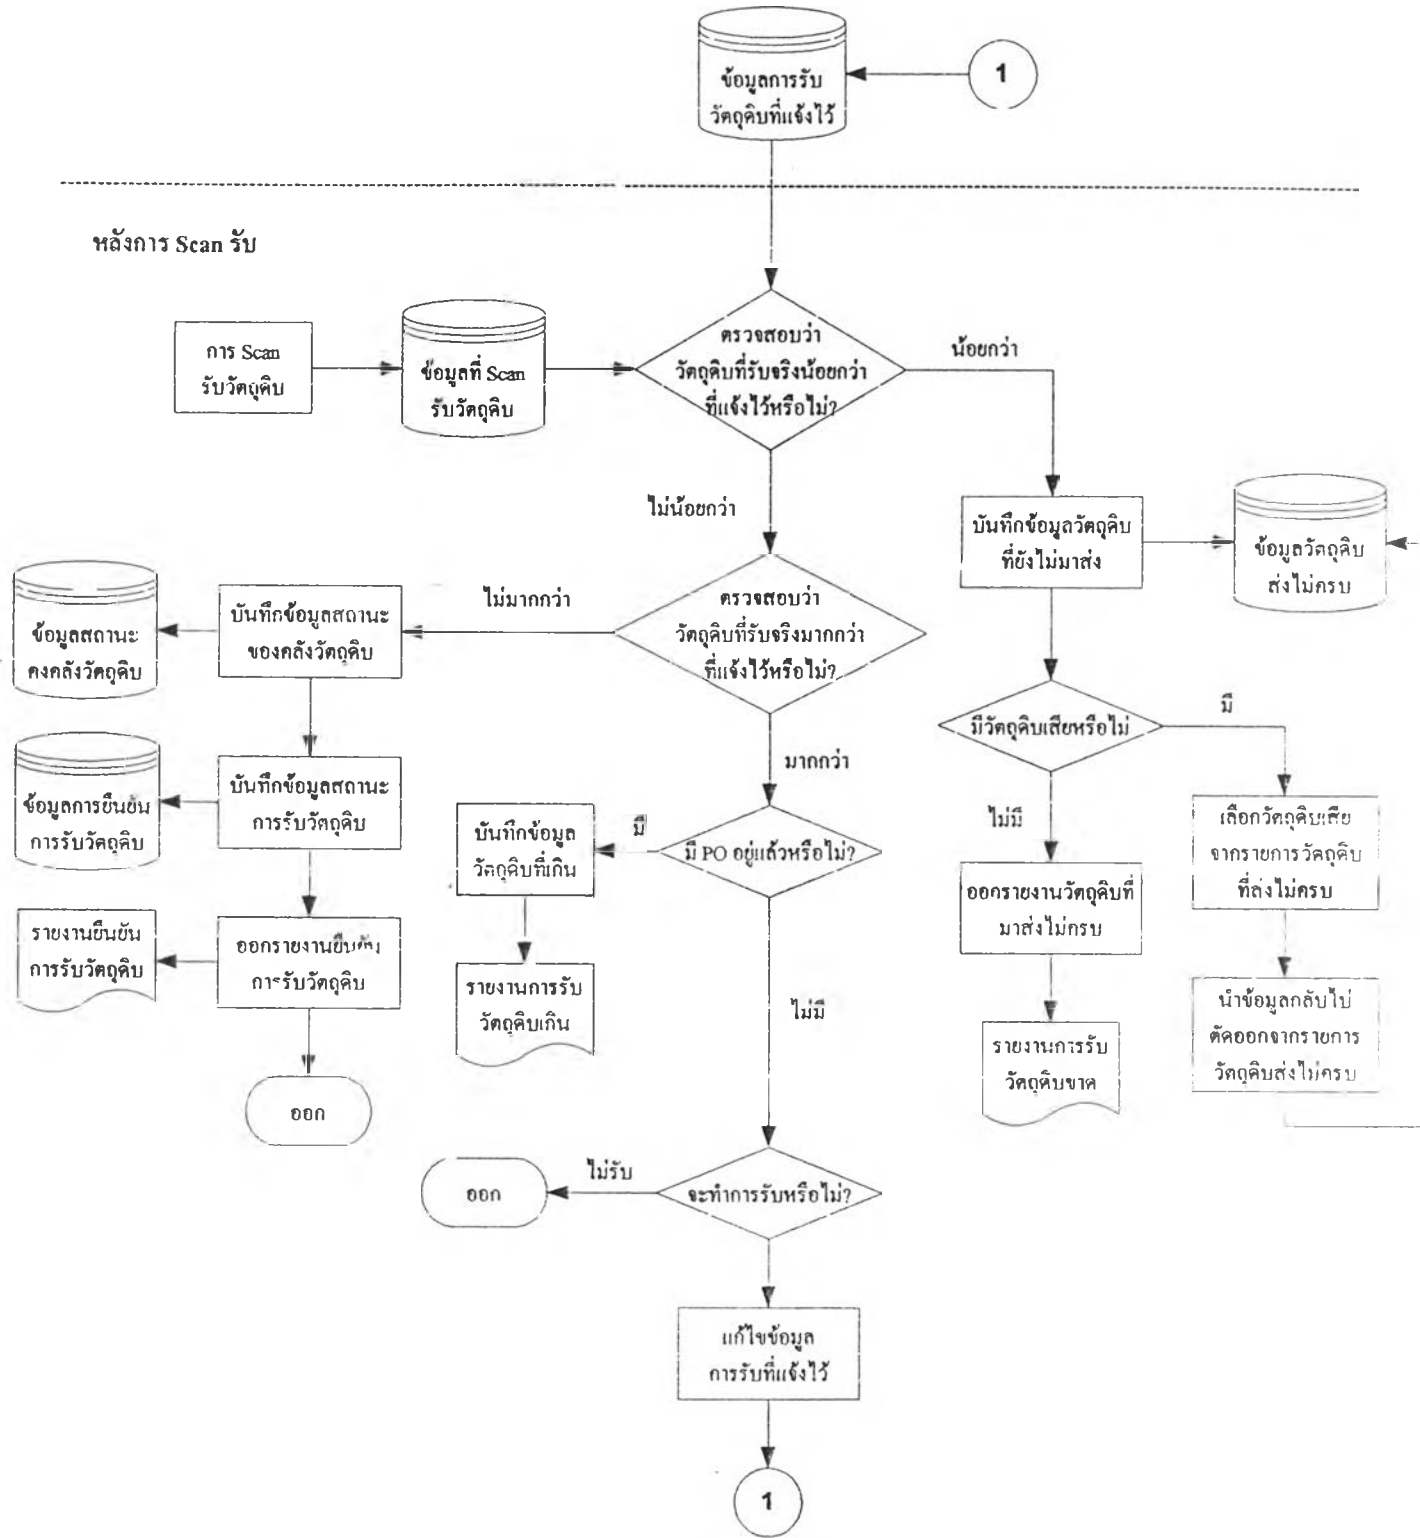 ข้อมูลการรับ
วัตถุดิบที่แจ้งไว้
1
หลังการ Scan รับ
การ Scan
รับวัตถุดิบ
ข้อมูลที่ Scan
รับวัตถุดิบ
ตรวจสอบว่า
วัตถุดิบที่รับจริงน้อยกว่า
ที่แจ้งไว้หรือไม่?
น้อยกว่า
ไม่น้อยกว่า
บันทึกข้อมูลวัตถุดิบ
ที่ยังไม่มาส่ง
ข้อมูลวัตถุดิบ
ส่งไม่ครบ
ตรวจสอบว่า
วัตถุดิบที่รับจริงมากกว่า
ที่แจ้งไว้หรือไม่?
ไม่มากกว่า
บันทึกข้อมูลสถานะ
ของคลังวัตถุดิบ
ข้อมูลสถานะ
คงคลังวัตถุดิบ
มากกว่า
มีวัตถุดิบเสียหรือไม่
มี
ไม่มี
บันทึกข้อมูลสถานะ
การรับวัตถุดิบ
ข้อมูลการยืนยัน
การรับวัตถุดิบ
บันทึกข้อมูล
วัตถุดิบที่เกิน
มี
มี PO อยู่แล้วหรือไม่?
เลือกวัตถุดิบเสีย
จากรายการวัตถุดิบ
ที่ส่งไม่ครบ
ออกรายงานวัตถุดิบที่
มาส่งไม่ครบ
รายงานยืนยัน
การรับวัตถุดิบ
ออกรายงานยืนยัน
การรับวัตถุดิบ
รายงานการรับ
วัตถุดิบเกิน
ไม่มี
นำข้อมูลกลับไป
ตัดออกจากรายการ
วัตถุดิบส่งไม่ครบ
รายงานการรับ
วัตถุดิบขาด
ออก
ออก
ไม่รับ
จะทำการรับหรือไม่?
แก้ไขข้อมูล
การรับที่แจ้งไว้
1